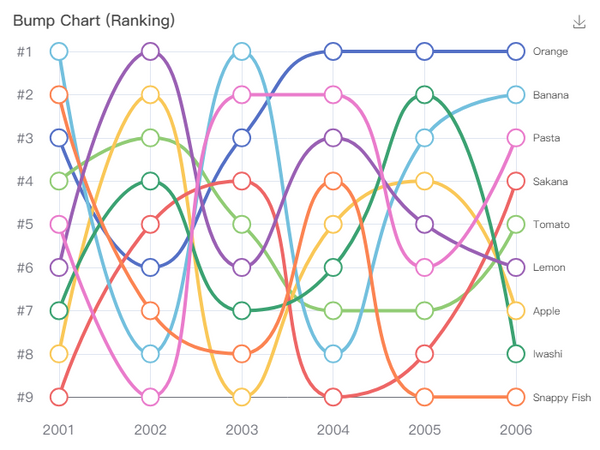 Bump Chart (Ranking)
#1
Orange
#2
Banana
#3
Pasta
#4
Sakana
#5
Tomato
#6
Lemon
#7
Apple
#8
Iwashi
#9
Snappy Fish
2001 2002 2003 2004 2005 2006